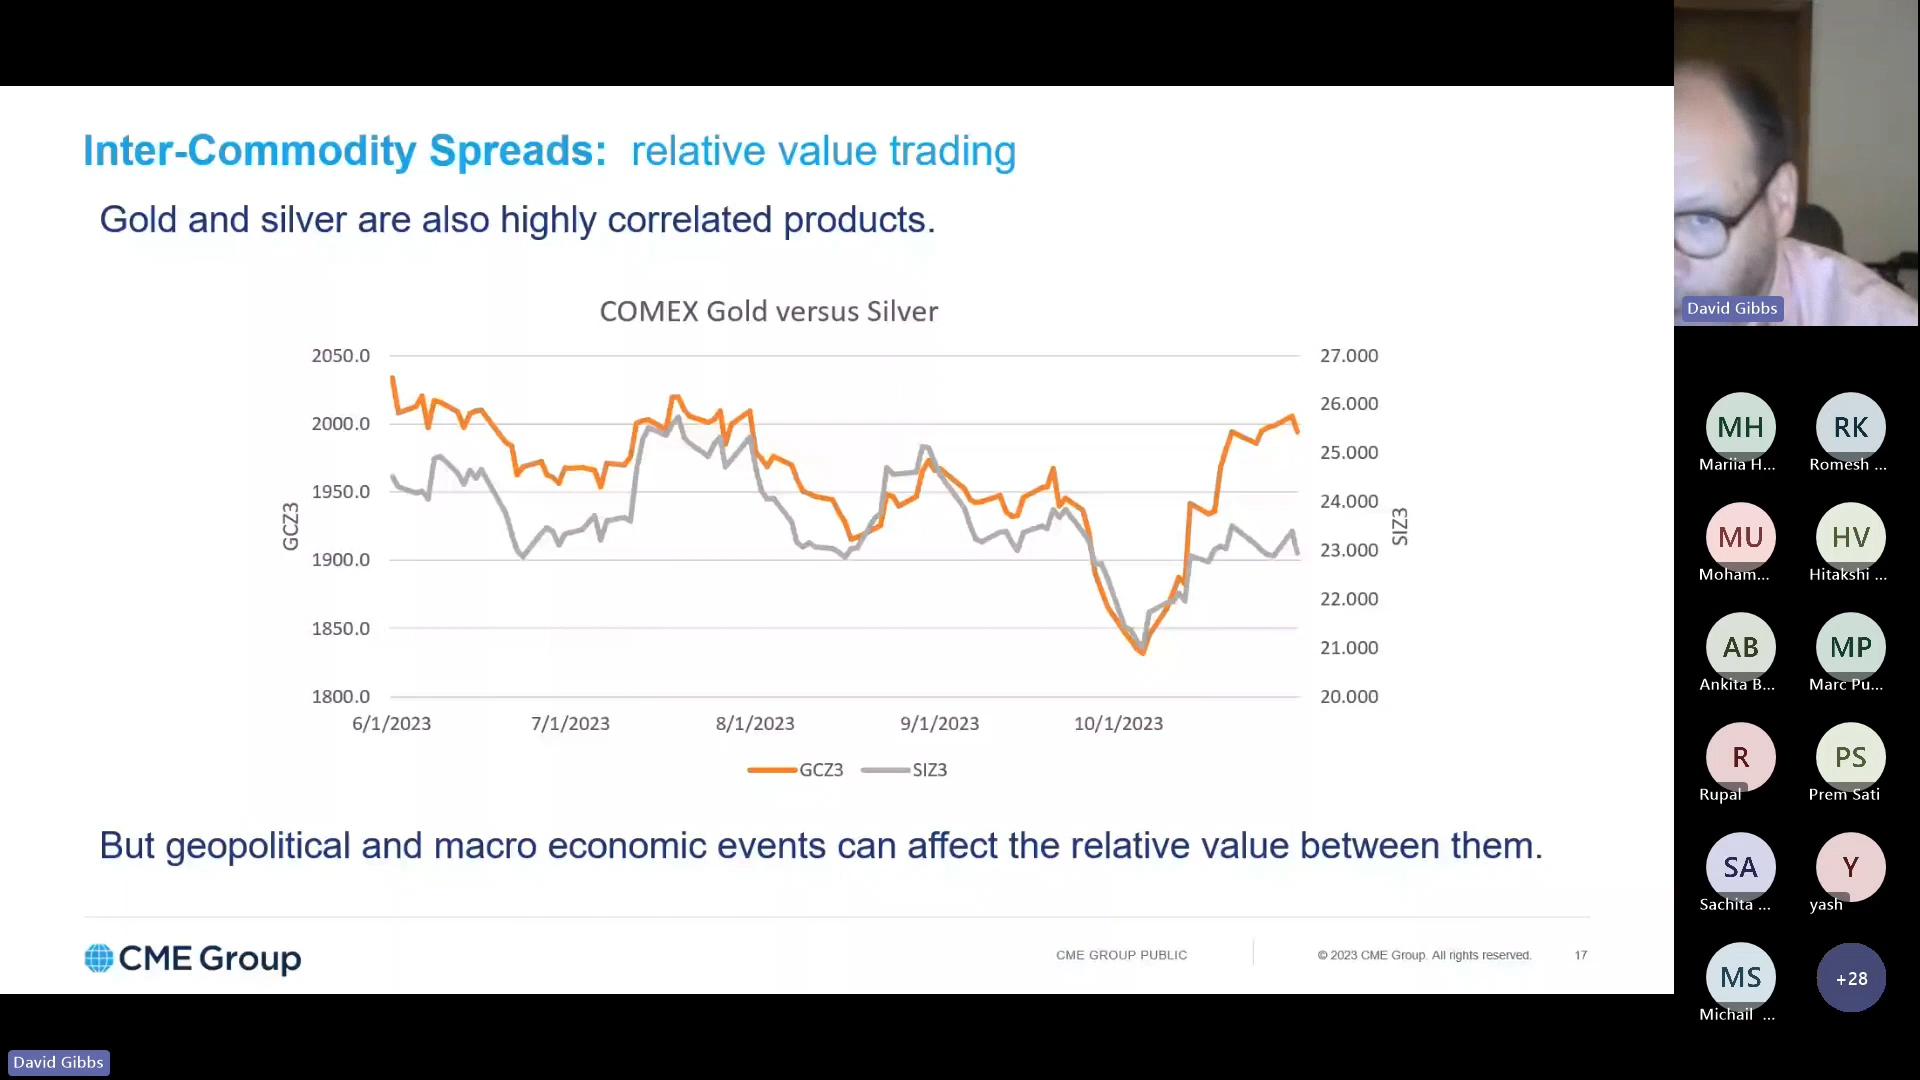 Inter-Commodity Spreads: relative value trading
Gold and silver are also highly correlated products.
COMEX Gold versus Silver
2050.0
2000.0
1950.0
1900.0
1850.0
1800.0
GCZ3
27.000
26.000
25.000
24.000
23.000
22.000
21.000
20.000
SIZ3
6/1/2023 7/1/2023 8/1/2023 9/1/2023 10/1/2023
GCZ3 SIZ3
But geopolitical and macro economic events can affect the relative value between them.
CME Group
CME GROUP PUBLIC
© 2023 CME Group. All rights reserved.
17
David Gibbs
David Gibbs
MH RK
Mariia H... Romesh ...
MU HV
Moham... Hitakshi ...
AB MP
Ankita B... Marc Pu...
R PS
Rupal Prem Sati
SA Y
Sachita ... yash
MS +28
Michail ...